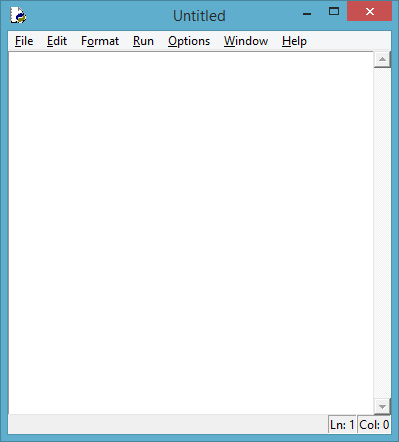 Untitled
File Edit Format Run Options Window Help
Ln: 1 Col: 0